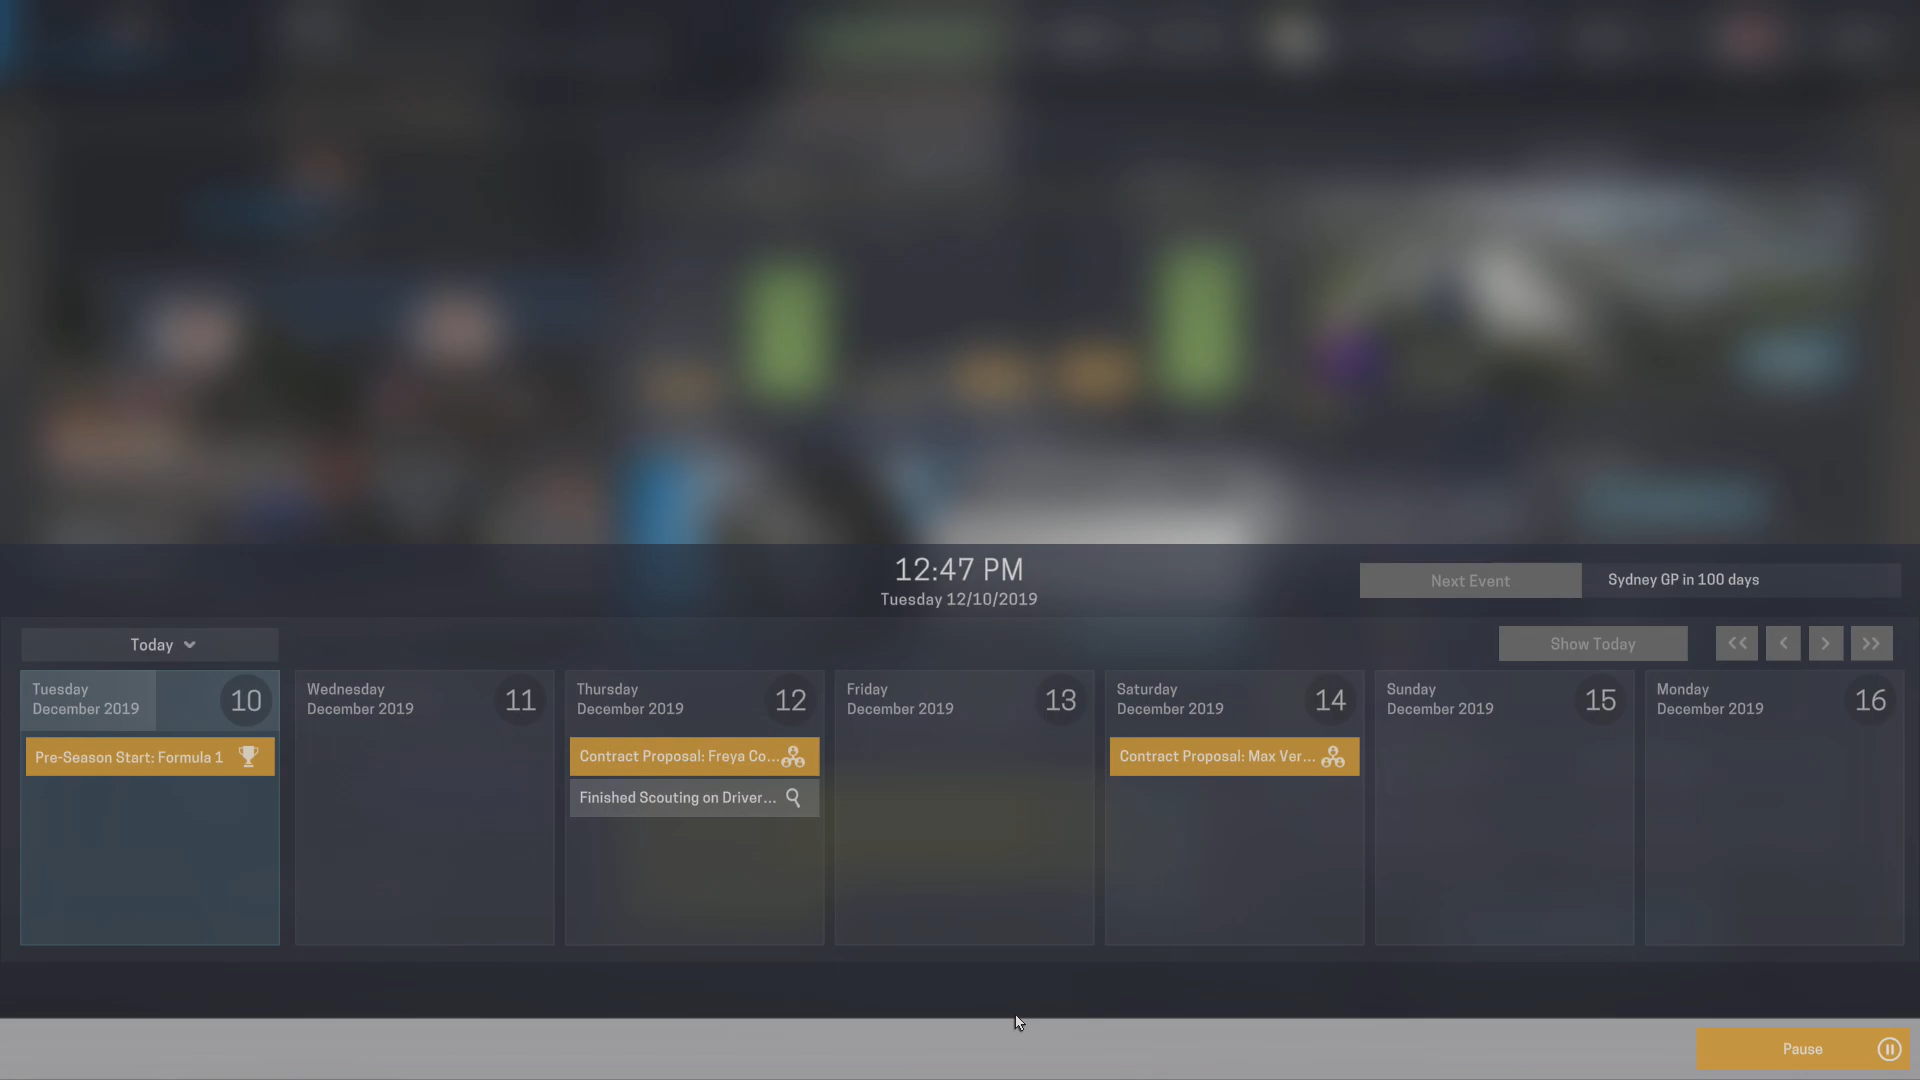 12:47 PM
Tuesday 12/10/2019
Next Event
Sydney GP in 100 days
Today
Show Today
Tuesday
December 2019
10
Pre-Season Start: Formula 1
Wednesday
December 2019
11
Thursday
December 2019
12
Contract Proposal: Freya Co...
Finished Scouting on Driver...
Friday
December 2019
13
Saturday
December 2019
14
Contract Proposal: Max Ver...
Sunday
December 2019
15
Monday
December 2019
16
Pause